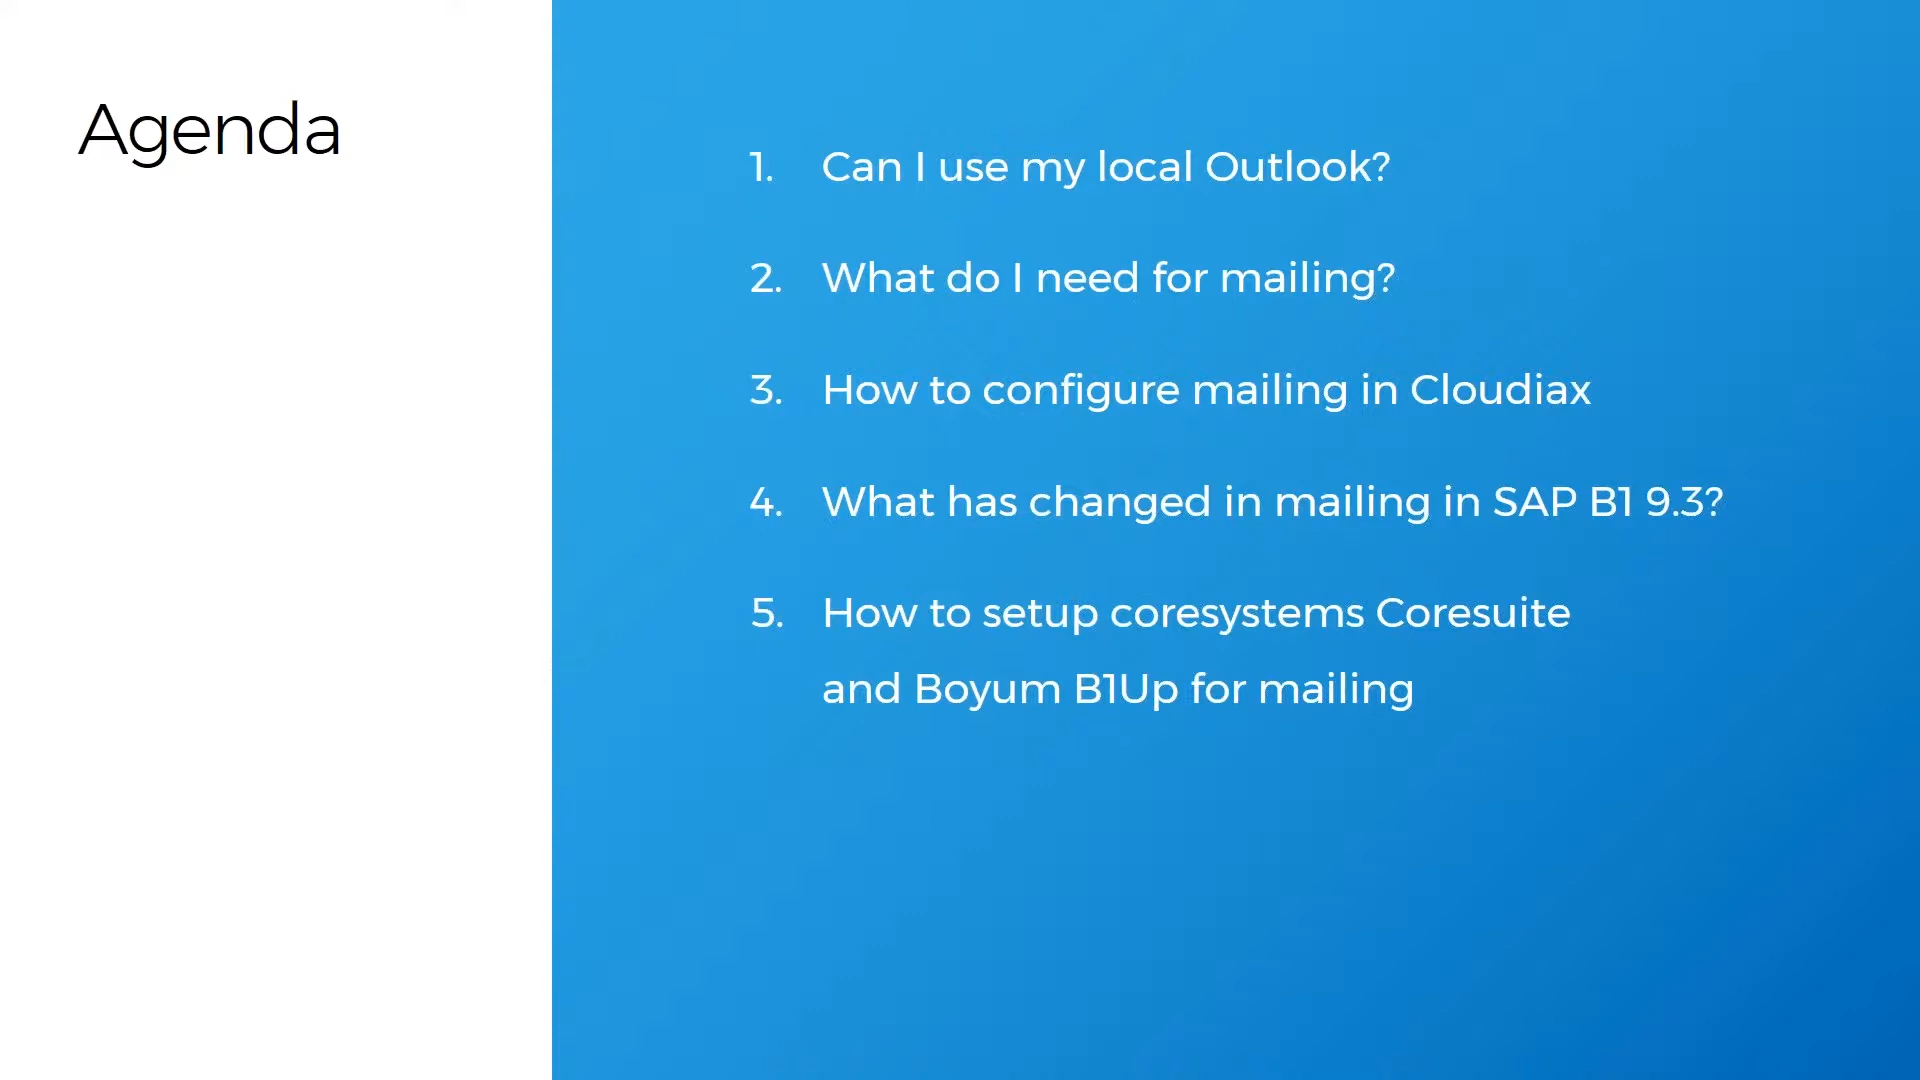 Agenda
1. Can I use my local Outlook?
2. What do I need for mailing?
3. How to configure mailing in Cloudiax
4. What has changed in mailing in SAP B1 9.3?
5. How to setup coresystems Coresuite
and Boyum B1Up for mailing